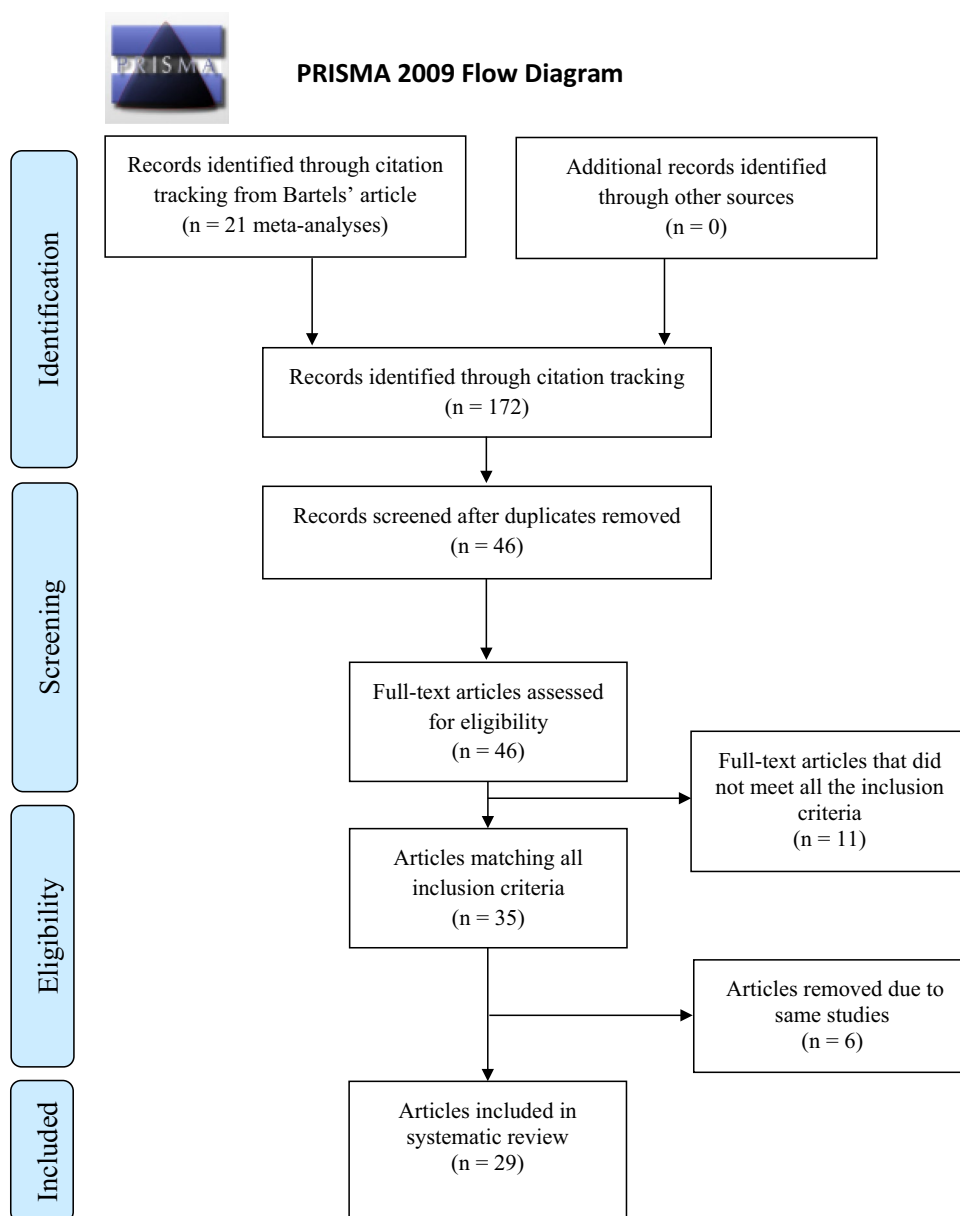 PRISMA
PRISMA 2009 Flow Diagram
Identification
Records identified through citation
tracking from Bartels’ article
(n = 21 meta-analyses)
Additional records identified
through other sources
(n = 0)
Records identified through citation tracking
(n = 172)
Screening
Records screened after duplicates removed
(n = 46)
Full-text articles assessed
for eligibility
(n = 46)
Full-text articles that did
not meet all the inclusion
criteria
(n = 11)
Eligibility
Articles matching all
inclusion criteria
(n = 35)
Articles removed due to
same studies
(n = 6)
Included
Articles included in
systematic review
(n = 29)